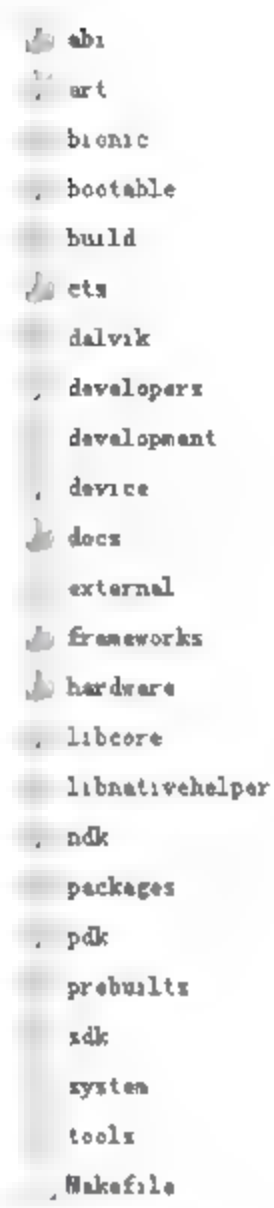 abi
art
bionic
bootable
build
cts
dalvik
developers
development
device
docs
external
frameworks
hardware
libcore
libnativehelper
ndk
packages
pdk
prebuilts
sdk
system
tools
Makefile